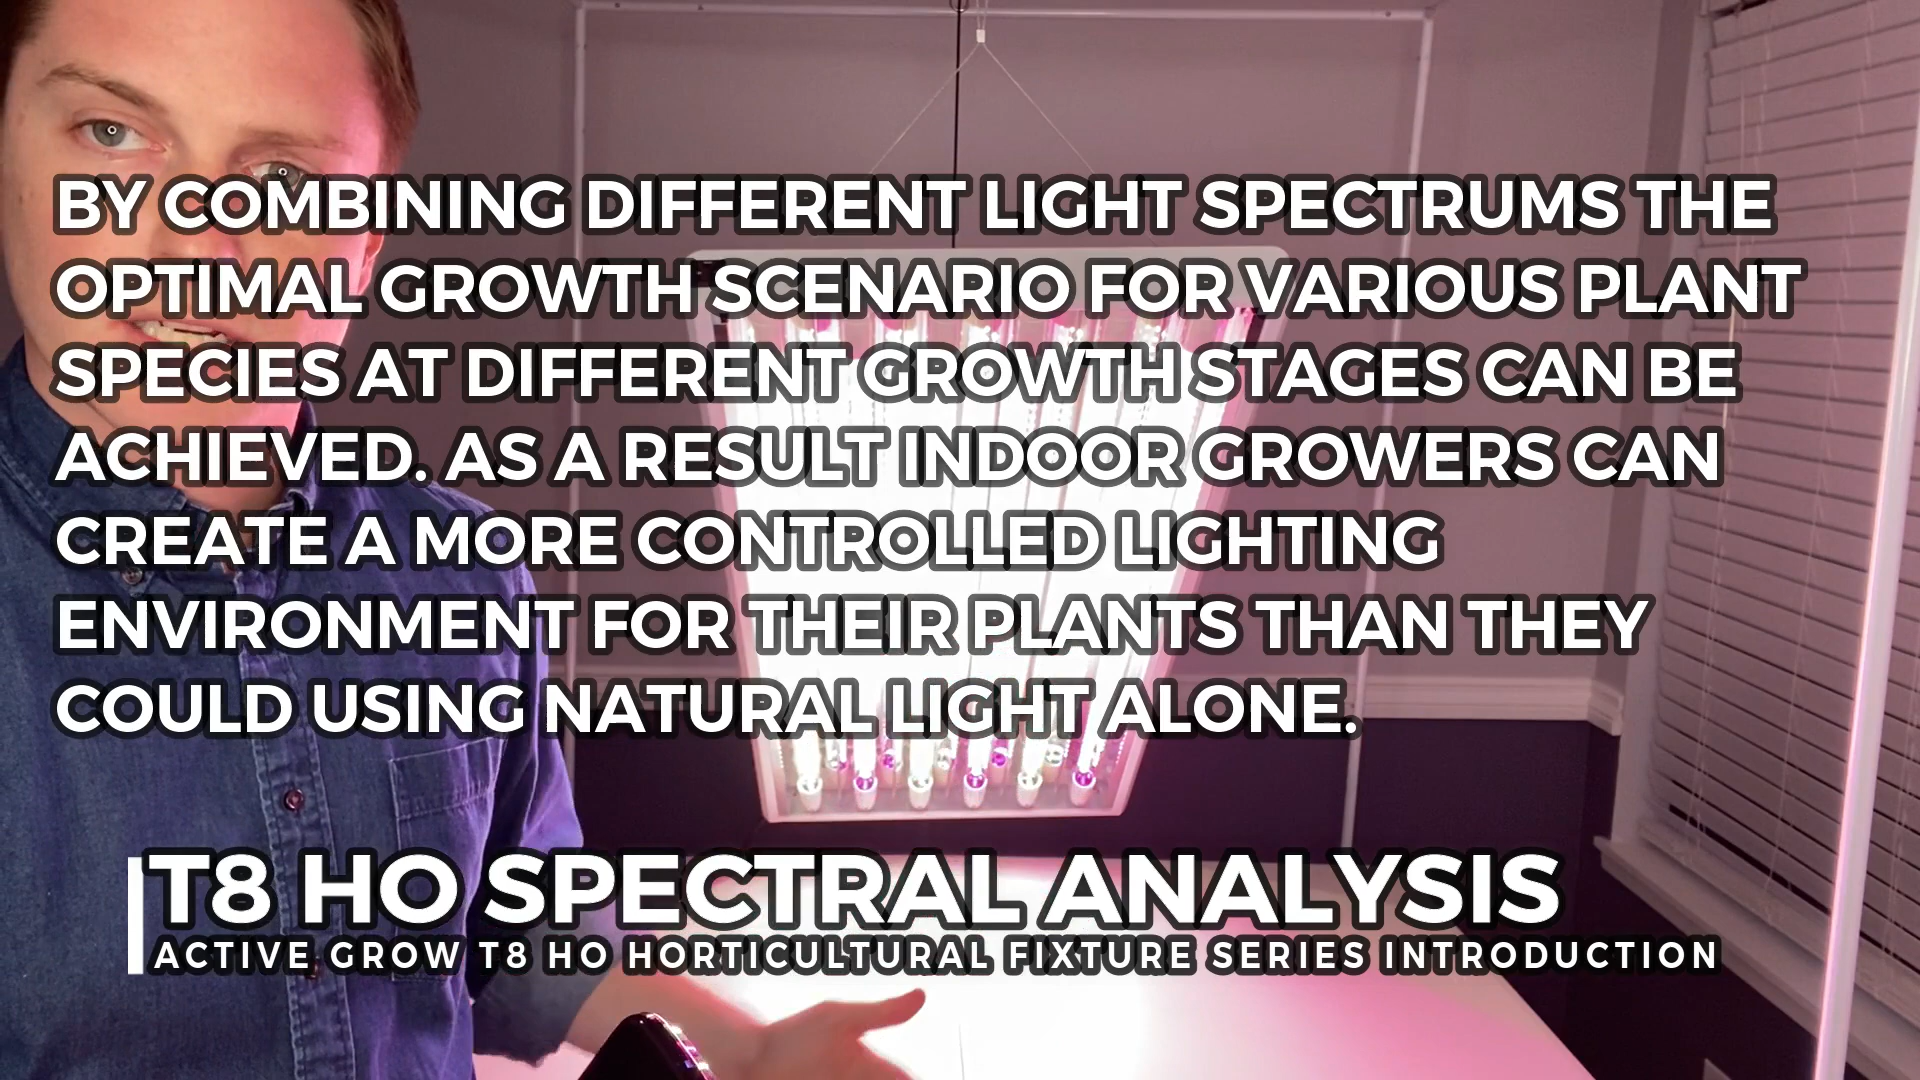 BY COMBINING DIFFERENT LIGHT SPECTRUMS THE
OPTIMAL GROWTH SCENARIO FOR VARIOUS PLANT
SPECIES AT DIFFERENT GROWTH STAGES CAN BE
ACHIEVED. AS A RESULT INDOOR GROWERS CAN
CREATE A MORE CONTROLLED LIGHTING
ENVIRONMENT FOR THEIR PLANTS THAN THEY
COULD USING NATURAL LIGHT ALONE.
T8 HO SPECTRAL ANALYSIS
ACTIVE GROW T8 HO HORTICULTURAL FIXTURE SERIES INTRODUCTION